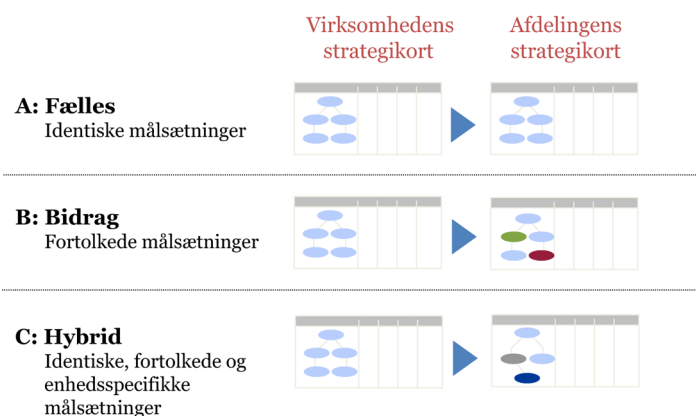 Virksomhedens
strategikort
Afdelingens
strategikort
A: Fælles
Identiske målsætninger
B: Bidrag
Fortolkede målsætninger
C: Hybrid
Identiske, fortolkede og
enhedsspecifikke
målsætninger